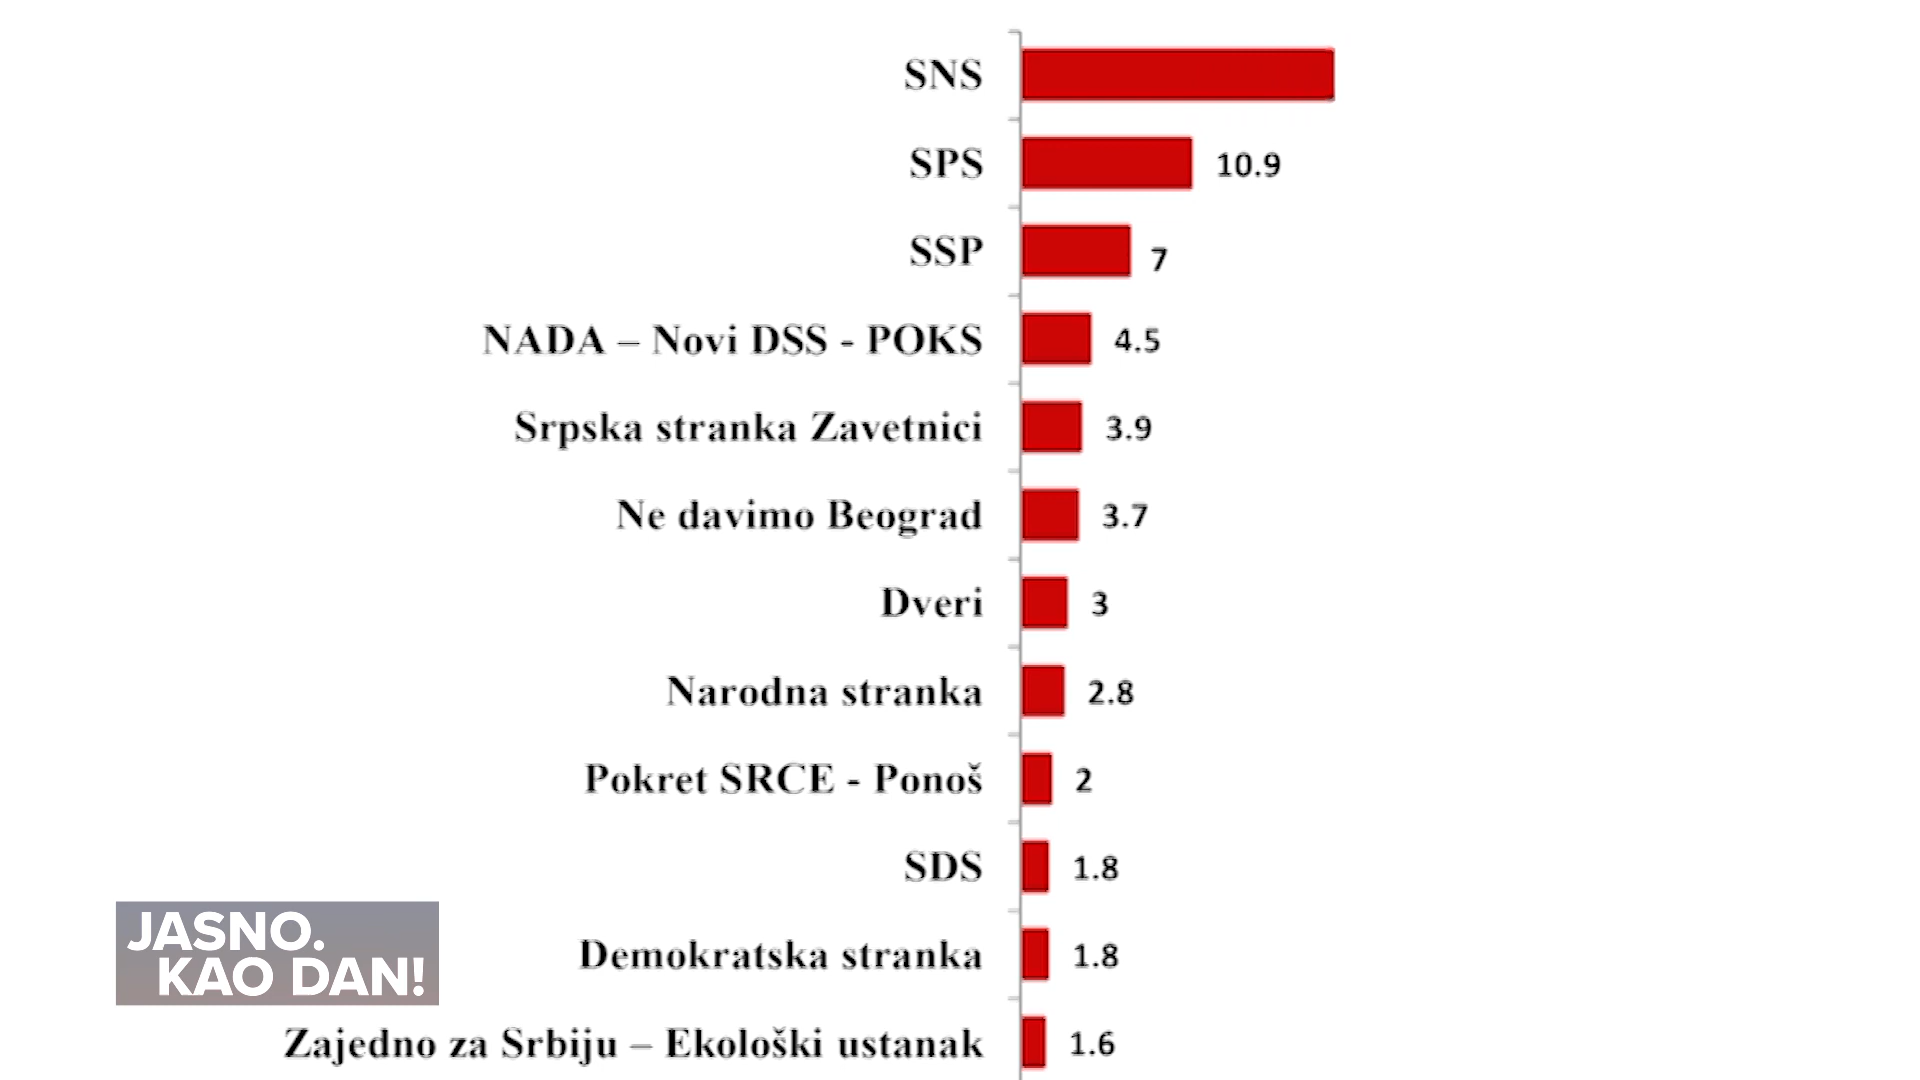 SNS
SPS 10.9
SSP 7
NADA – Novi DSS - POKS 4.5
Srpska stranka Zavetnici 3.9
Ne davimo Beograd 3.7
Dveri 3
Narodna stranka 2.8
Pokret SRCE - Ponoš 2
SDS 1.8
Demokratska stranka 1.8
Zajedno za Srbiju – Ekološki ustanak 1.6
JASNO.
KAO DAN!